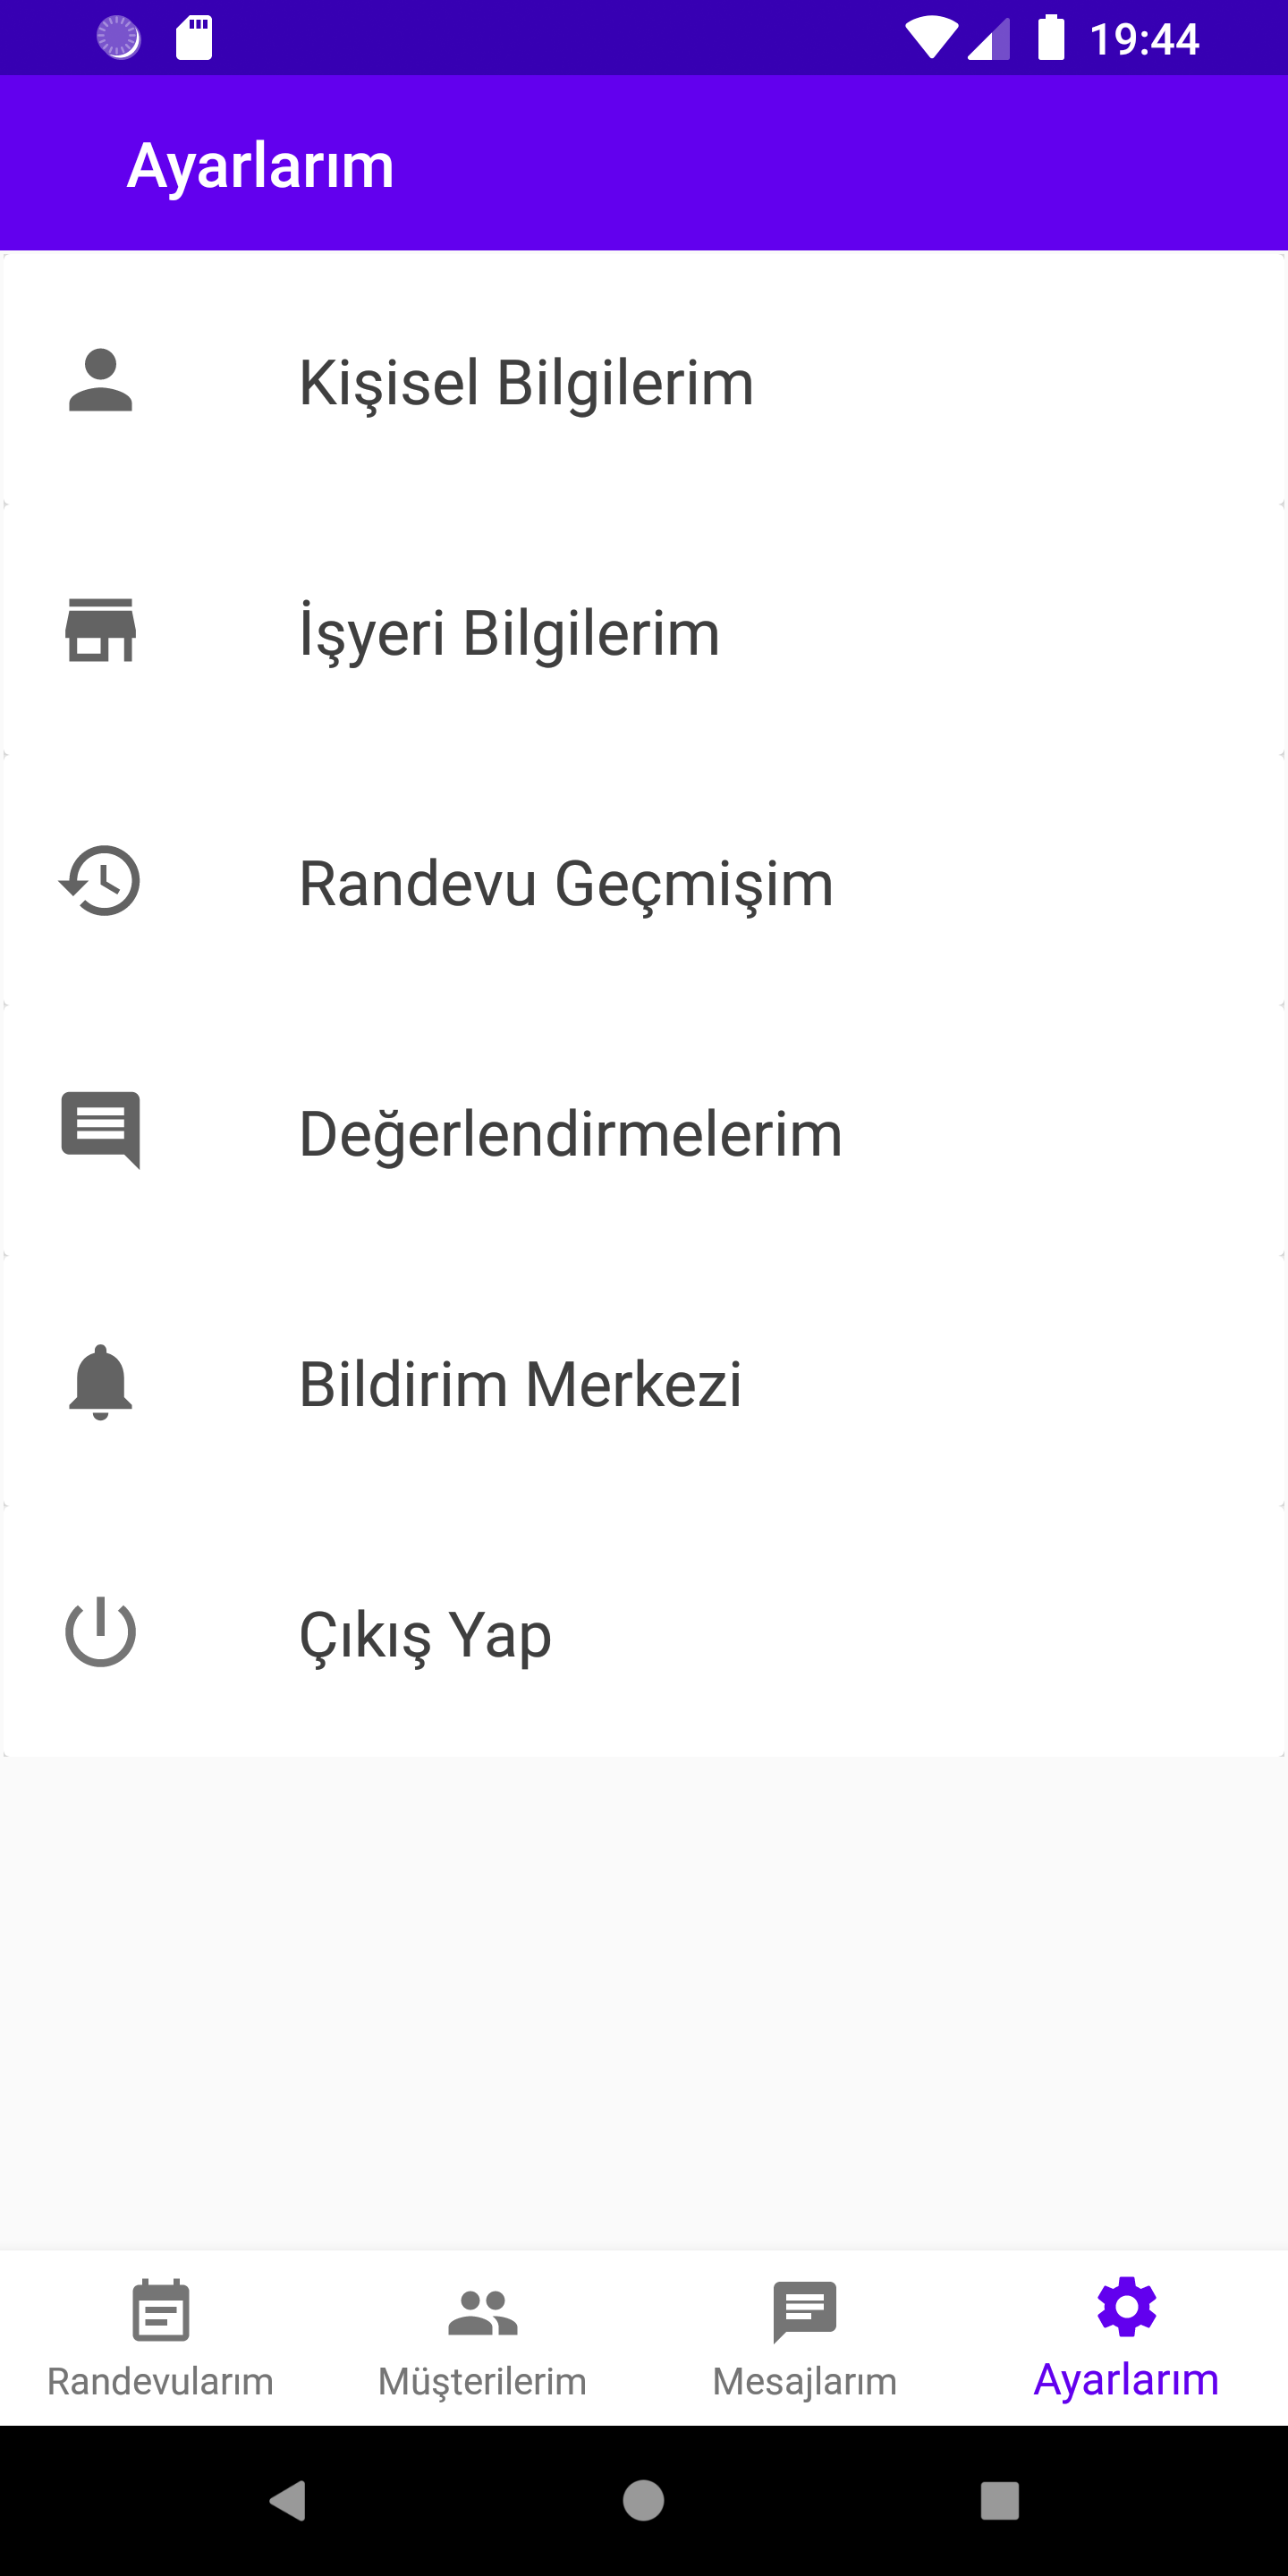 19:44
Ayarlarım
Kişisel Bilgilerim
İşyeri Bilgilerim
Randevu Geçmişim
Değerlendirmelerim
Bildirim Merkezi
Çıkış Yap
Randevularım
Müşterilerim
Mesajlarım
Ayarlarım